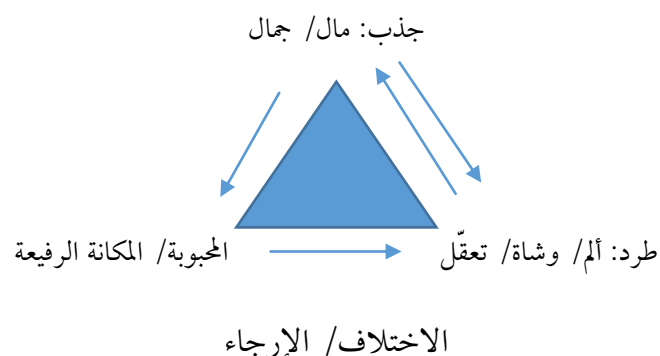 جذب: مال/ جمال
المحبوبة/ المكانة الرفيعة
طرد: ألم/ وشاة/ تعقّل
الاختلاف/ الإرجاء